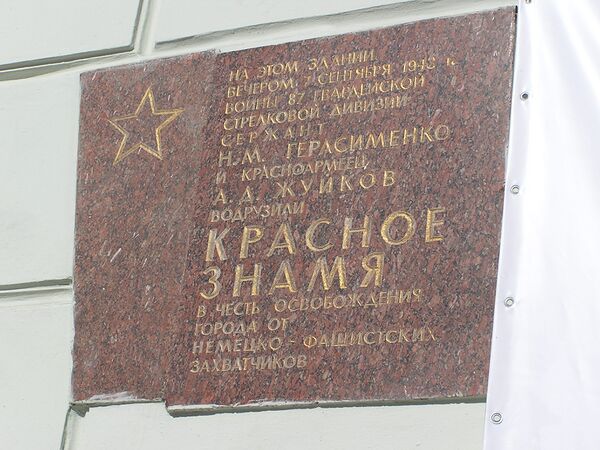 НА ЭТОМ ЗДАНИИ
ВЕЧЕРОМ, 7 СЕНТЯБРЯ 1943 г.
ВОИНЫ 87 ГВАРДЕЙСКОЙ
СТРЕЛКОВОЙ ДИВИЗИИ
СЕРЖАНТ
Н.М. ГЕРАСИМЕНКО
И КРАСНОАРМЕЕЦ
А.А. ЖУЙКОВ
ВОДРУЗИЛИ
КРАСНОЕ
ЗНАМЯ
В ЧЕСТЬ ОСВОБОЖДЕНИЯ
ГОРОДА ОТ
НЕМЕЦКО-ФАШИСТСКИХ
ЗАХВАТЧИКОВ